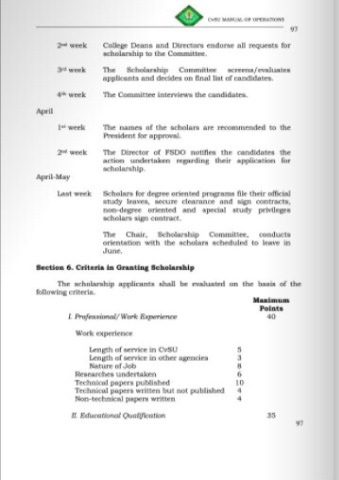 CvSU MANUAL OF OPERATIONS
97
2nd week College Deans and Directors endorse all requests for
scholarship to the Committee.
3rd week The Scholarship Committee screens/evaluates
applicants and decides on final list of candidates.
4th week The Committee interviews the candidates.
April
1st week The names of the scholars are recommended to the
President for approval.
2nd week The Director of FSDO notifies the candidates the
action undertaken regarding their application for
scholarship.
April-May
Last week Scholars for degree oriented programs file their official
study leaves, secure clearance and sign contracts,
non-degree oriented and special study privileges
scholars sign contract.
The Chair, Scholarship Committee, conducts
orientation with the scholars scheduled to leave in
June.
Section 6. Criteria in Granting Scholarship
The scholarship applicants shall be evaluated on the basis of the
following criteria.
Maximum
Points
I. Professional/Work Experience 40
Work experience
Length of service in CvSU 5
Length of service in other agencies 3
Nature of Job 8
Researches undertaken 6
Technical papers published 10
Technical papers written but not published 4
Non-technical papers written 4
II. Educational Qualification 35
97